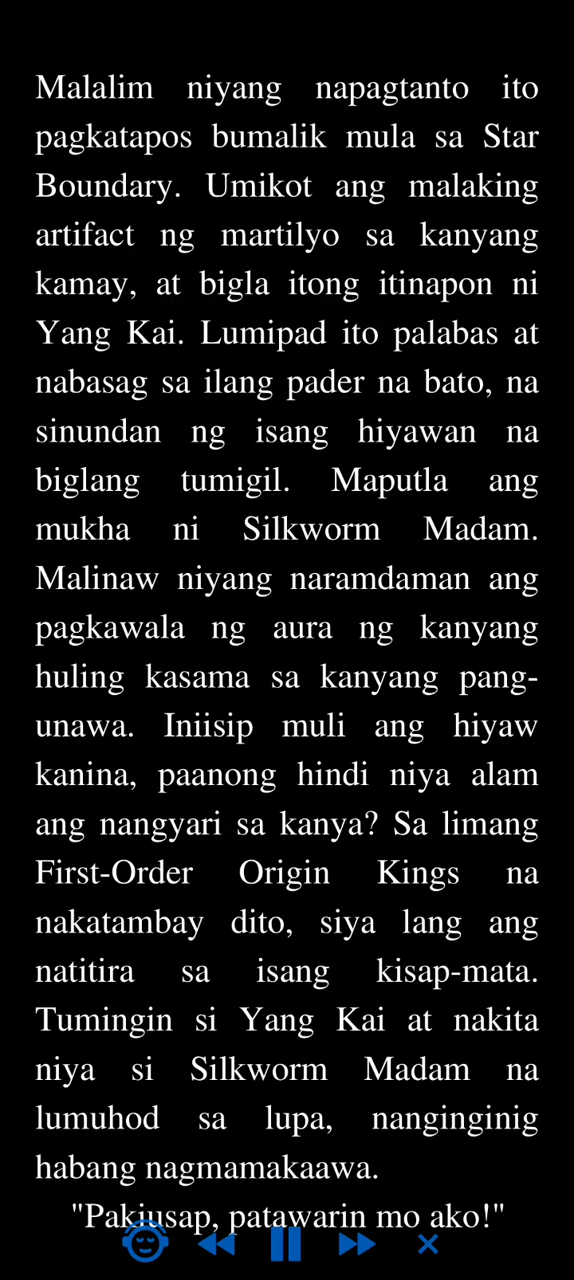 Malalim niyang napagtanto ito
pagkatapos bumalik mula sa Star
Boundary. Umikot ang malaking
artifact ng martilyo sa kanyang
kamay, at bigla itong itinapon ni
Yang Kai. Lumipad ito palabas at
nabasag sa ilang pader na bato, na
sinundan ng isang hiyawan na
biglang tumigil. Maputla ang
mukha ni Silkworm Madam.
Malinaw niyang naramdaman ang
pagkawala ng aura ng kanyang
huling kasama sa kanyang pang-
unawa. Iniisip muli ang hiyaw
kanina, paanong hindi niya alam
ang nangyari sa kanya? Sa limang
First-Order Origin Kings na
nakatambay dito, siya lang ang
natitira sa isang kisap-mata.
Tumingin si Yang Kai at nakita
niya si Silkworm Madam na
lumuhod sa lupa, nanginginig
habang nagmamakaawa.
"Pakiusap, patawarin mo ako!"